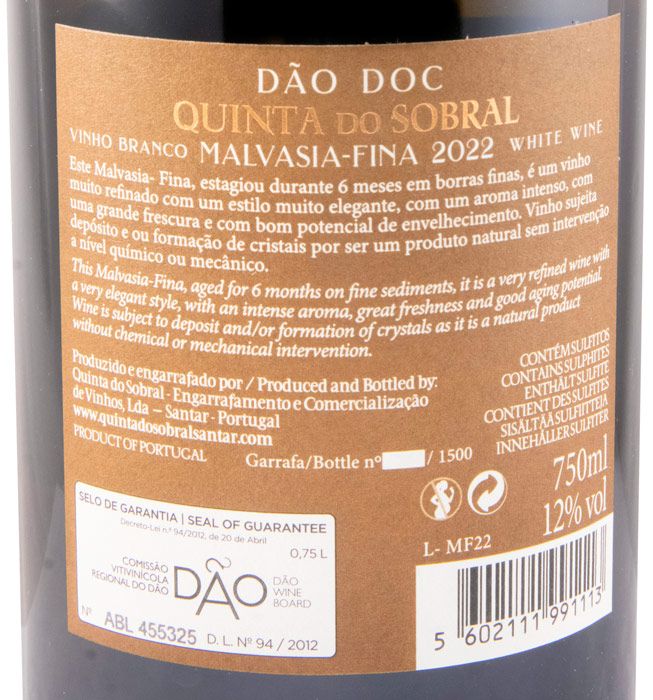 DÃO DOC
QUINTA DO SOBRAL
VINHO BRANCO MALVASIA-FINA 2022 WHITE WINE
Este Malvasia- Fina, estagiou durante 6 meses em borras finas, é um vinho
muito refinado com um estilo muito elegante, com um aroma intenso, com
uma grande frescura e com bom potencial de envelhecimento. Vinho sujeita
depósito e ou formação de cristais por ser um produto natural sem intervenção
a nível químico ou mecânico.
This Malvasia-Fina, aged for 6 months on fine sediments, it is a very refined wine with
a very elegant style, with an intense aroma, great freshness and good aging potential.
Wine is subject to deposit and/or formation of crystals as it is a natural product
without chemical or mechanical intervention.
Produzido e engarrafado por / Produced and Bottled by:
Quinta do Sobral - Engarrafamento e Comercialização
de Vinhos, Lda – Santar - Portugal
www.quintadosobralsantar.com
PRODUCT OF PORTUGAL
Garrafa/Bottle nº / 1500
CONTÉM SULFITOS
CONTAINS SULPHITES
ENTHÄLT SULFITE
CONTIENT DES SULFITES
SISÄLTÄÄ SULFIITTEJA
INNEHÅLLER SULFITER
750ml
12% vol
L- MF22
SELO DE GARANTIA | SEAL OF GUARANTEE
Decreto-Lei n.º 94/2012, de 20 de Abril
0,75 L
COMISSÃO
VITIVINÍCOLA
REGIONAL DO DÃO
DÃO
DÃO
WINE
BOARD
Nº ABL 455325 D. L. Nº 94 / 2012
5 602111 991113